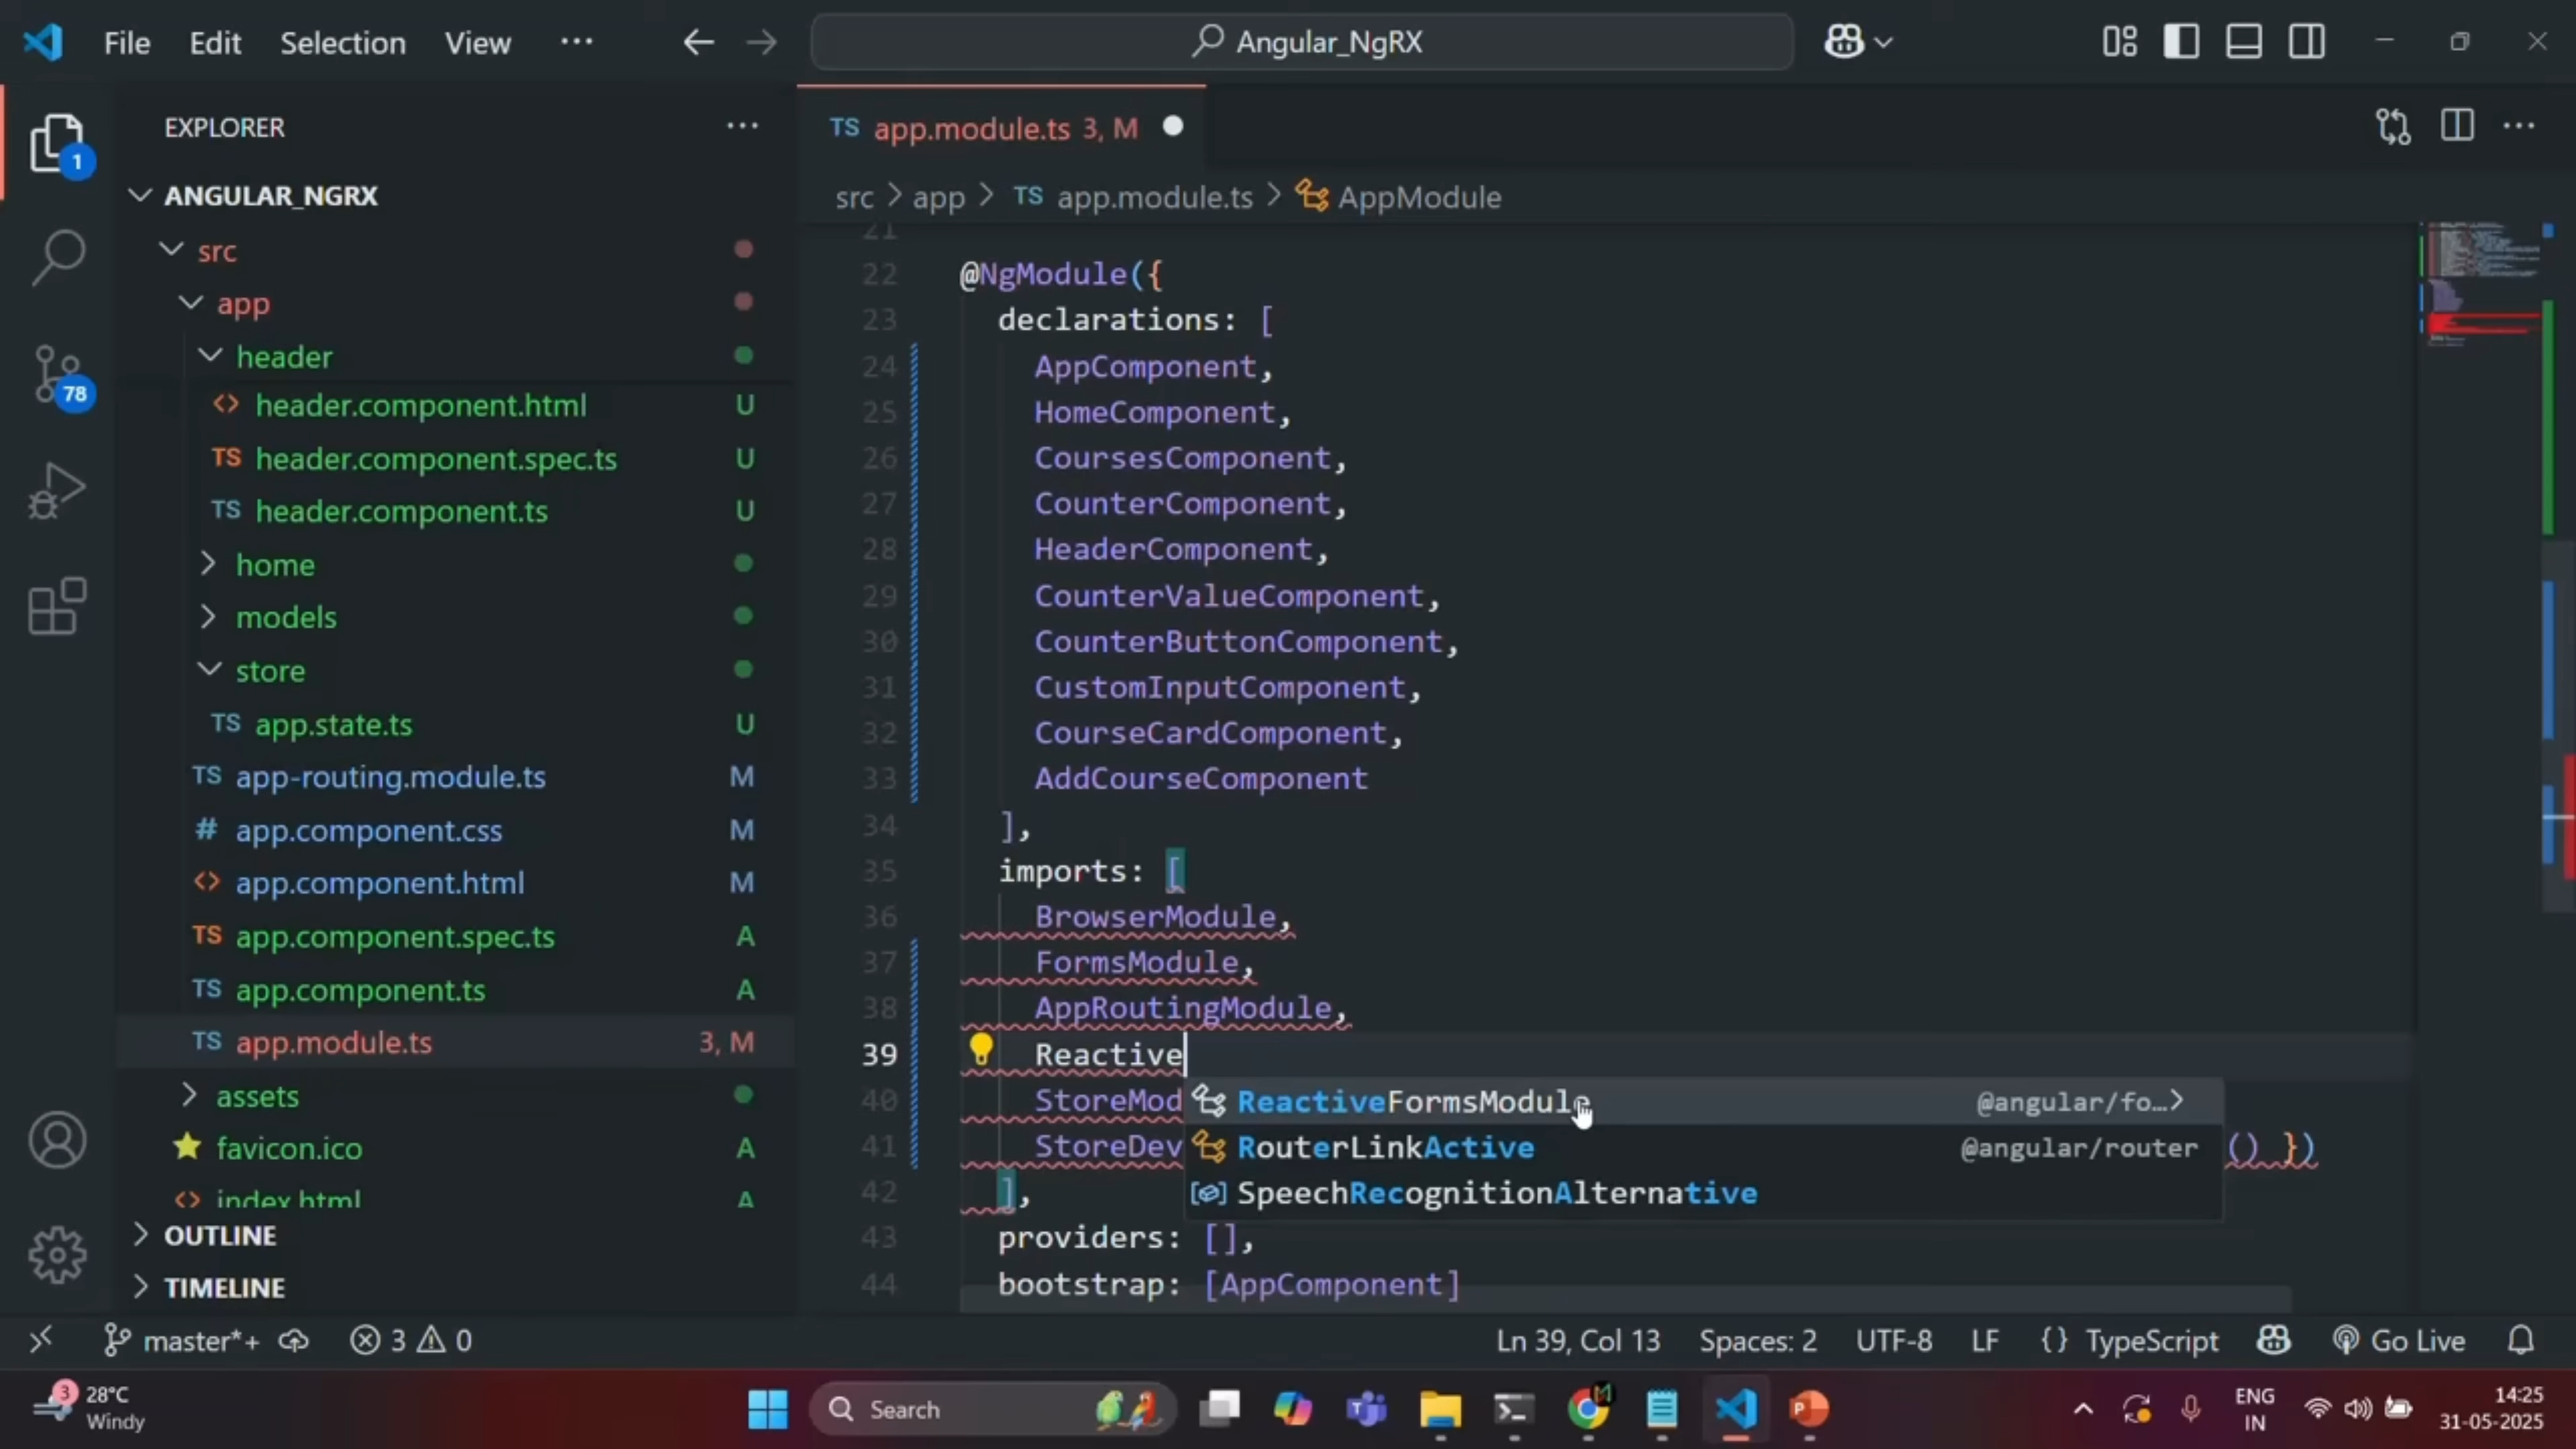 File Edit Selection View ··· Angular_NgRX
EXPLORER ···
ANGULAR_NGRX
src
app
header
header.component.html U
header.component.spec.ts U
header.component.ts U
home
models
store
app.state.ts U
app-routing.module.ts M
app.component.css M
app.component.html M
app.component.spec.ts A
app.component.ts A
app.module.ts 3, M
assets
favicon.ico A
index.html A
OUTLINE
TIMELINE
1
78
TS app.module.ts 3, M
src > app > TS app.module.ts > AppModule
21
22 @NgModule({
23 declarations: [
24 AppComponent,
25 HomeComponent,
26 CoursesComponent,
27 CounterComponent,
28 HeaderComponent,
29 CounterValueComponent,
30 CounterButtonComponent,
31 CustomInputComponent,
32 CourseCardComponent,
33 AddCourseComponent
34 ],
35 imports: [
36 BrowserModule,
37 FormsModule,
38 AppRoutingModule,
39 Reactive
40 StoreMod
41 StoreDev () })
42 ],
43 providers: [],
44 bootstrap: [AppComponent]
ReactiveFormsModule @angular/fo…>
RouterLinkActive @angular/router
SpeechRecognitionAlternative
master*+ 3 0 Ln 39, Col 13 Spaces: 2 UTF-8 LF {} TypeScript Go Live
3 28°C
Windy
Search
ENG
IN
14:25
31-05-2025